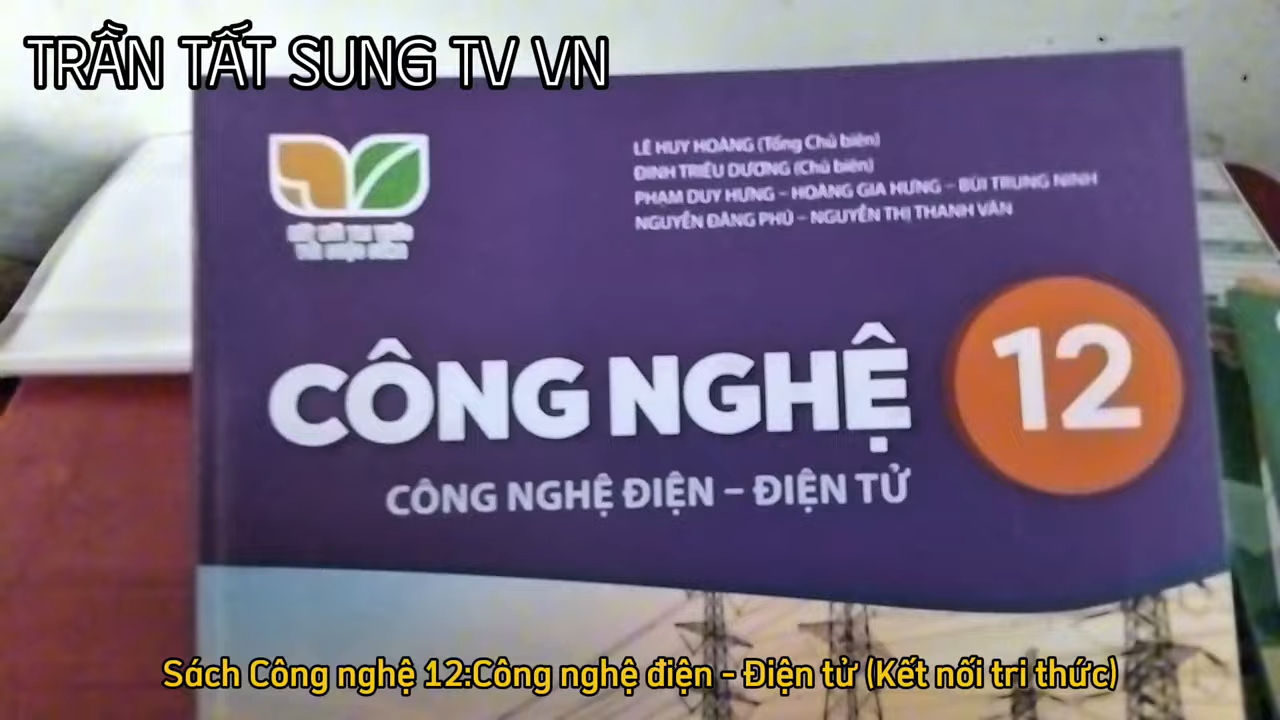 TRẦN TẤT SUNG TV VN
LÊ HUY HOÀNG (Tổng Chủ biên)
ĐINH TRIỀU DƯƠNG (Chủ biên)
PHẠM DUY HƯNG – HOÀNG GIA HƯNG – BÙI TRUNG NINH
NGUYỄN ĐĂNG PHÚ – NGUYỄN THỊ THANH VÂN
CÔNG NGHỆ 12
CÔNG NGHỆ ĐIỆN – ĐIỆN TỬ
Sách Công nghệ 12:Công nghệ điện - Điện tử (Kết nối tri thức)